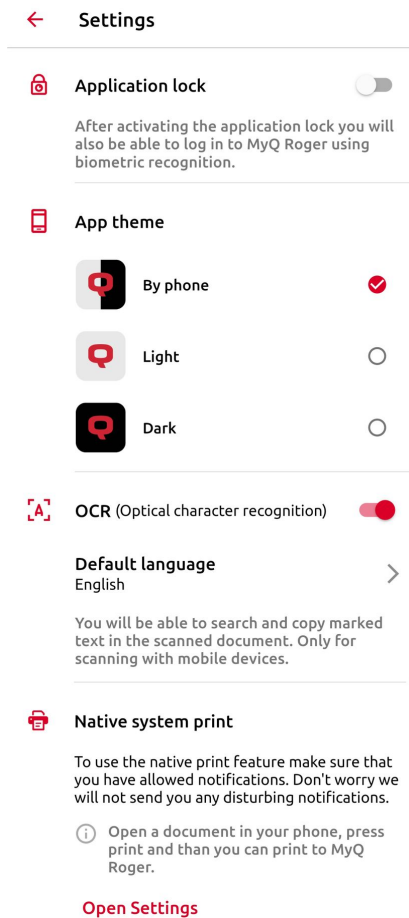 Settings
Application lock
After activating the application lock you will
also be able to log in to MyQ Roger using
biometric recognition.
App theme
By phone
Light
Dark
OCR (Optical character recognition)
Default language
English
You will be able to search and copy marked
text in the scanned document. Only for
scanning with mobile devices.
Native system print
To use the native print feature make sure that
you have allowed notifications. Don't worry we
will not send you any disturbing notifications.
Open a document in your phone, press
print and than you can print to MyQ
Roger.
Open Settings